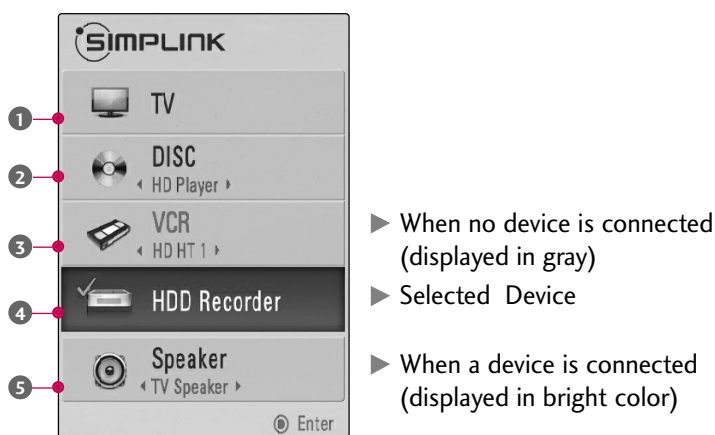 SIMPLINK
1 TV
2 DISC
◀ HD Player ▶
3 VCR
◀ HD HT 1 ▶
4 HDD Recorder
5 Speaker
◀ TV Speaker ▶
◉ Enter
▶ When no device is connected
(displayed in gray)
▶ Selected Device
▶ When a device is connected
(displayed in bright color)